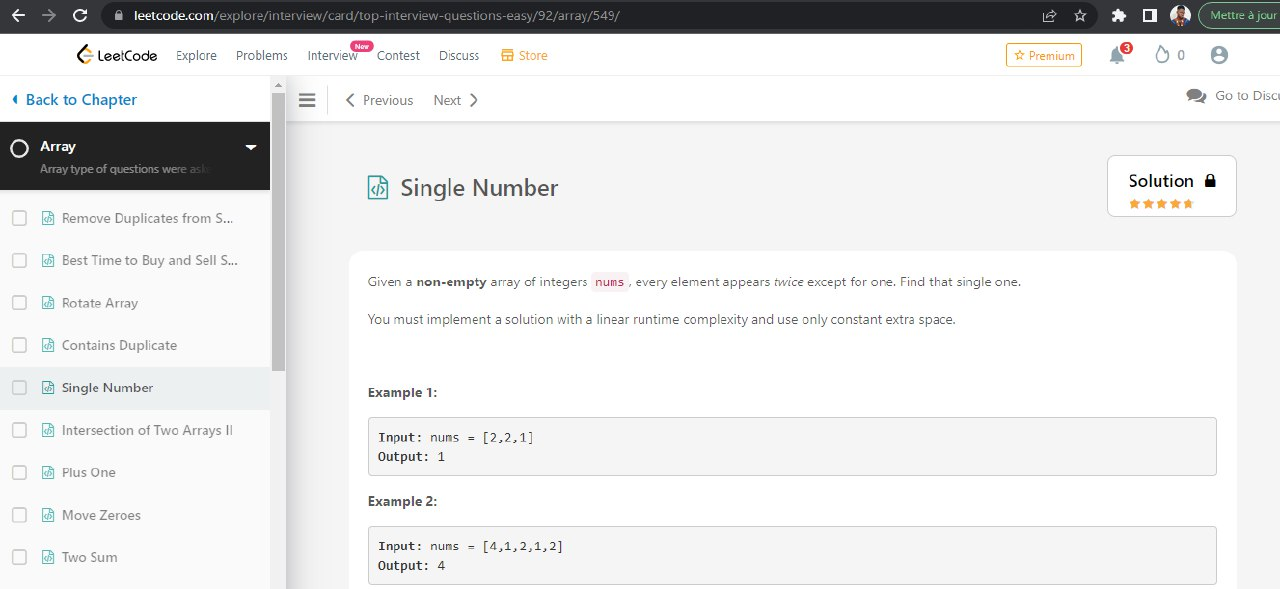 leetcode.com/explore/interview/card/top-interview-questions-easy/92/array/549/
Mettre à jour
LeetCode Explore Problems Interview New Contest Discuss Store Premium 3 0
Back to Chapter
Previous Next Go to Discu
Array
Array type of questions were aske
Remove Duplicates from S...
Best Time to Buy and Sell S...
Rotate Array
Contains Duplicate
Single Number
Intersection of Two Arrays II
Plus One
Move Zeroes
Two Sum
Single Number
Solution
Given a non-empty array of integers nums, every element appears twice except for one. Find that single one.
You must implement a solution with a linear runtime complexity and use only constant extra space.
Example 1:
Input: nums = [2,2,1]
Output: 1
Example 2:
Input: nums = [4,1,2,1,2]
Output: 4